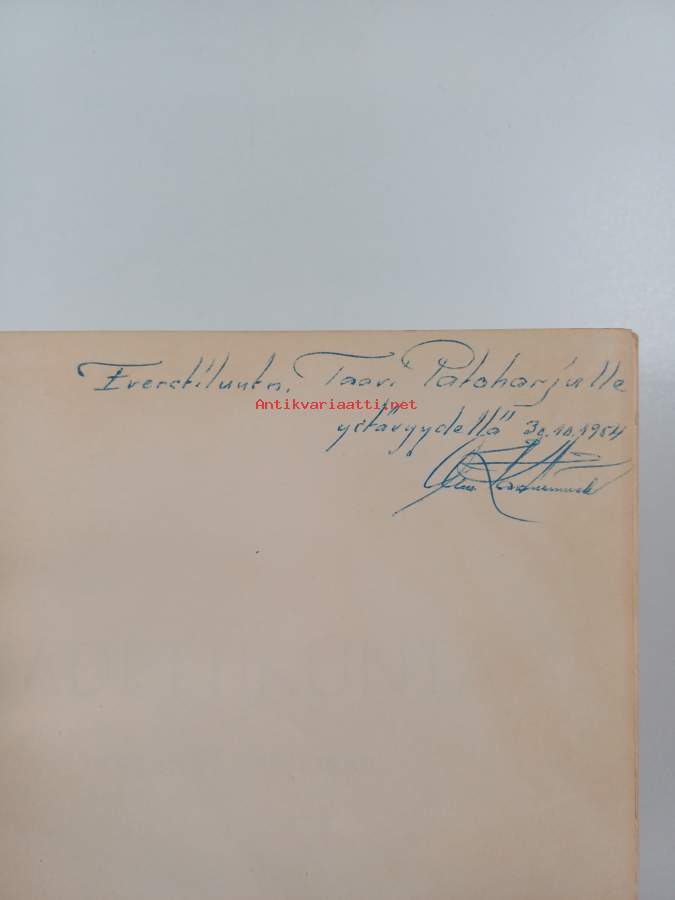 Everstiluutn. Taavi Patoharjulle
Antikvariaatti.net
ystävyydellä 30.10.1954